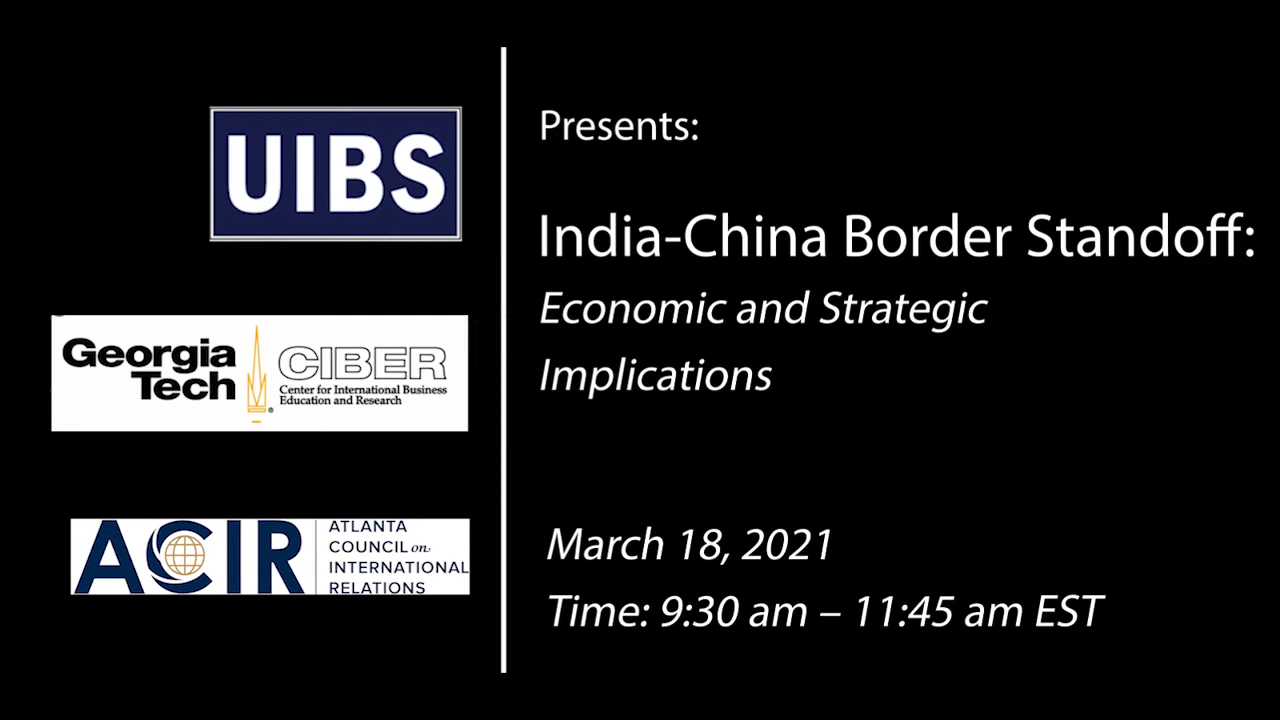 UIBS
Georgia
Tech
®
CIBER
Center for International Business
Education and Research
ACIR
ATLANTA
COUNCIL on
INTERNATIONAL
RELATIONS
Presents:
India-China Border Standoff:
Economic and Strategic
Implications
March 18, 2021
Time: 9:30 am – 11:45 am EST